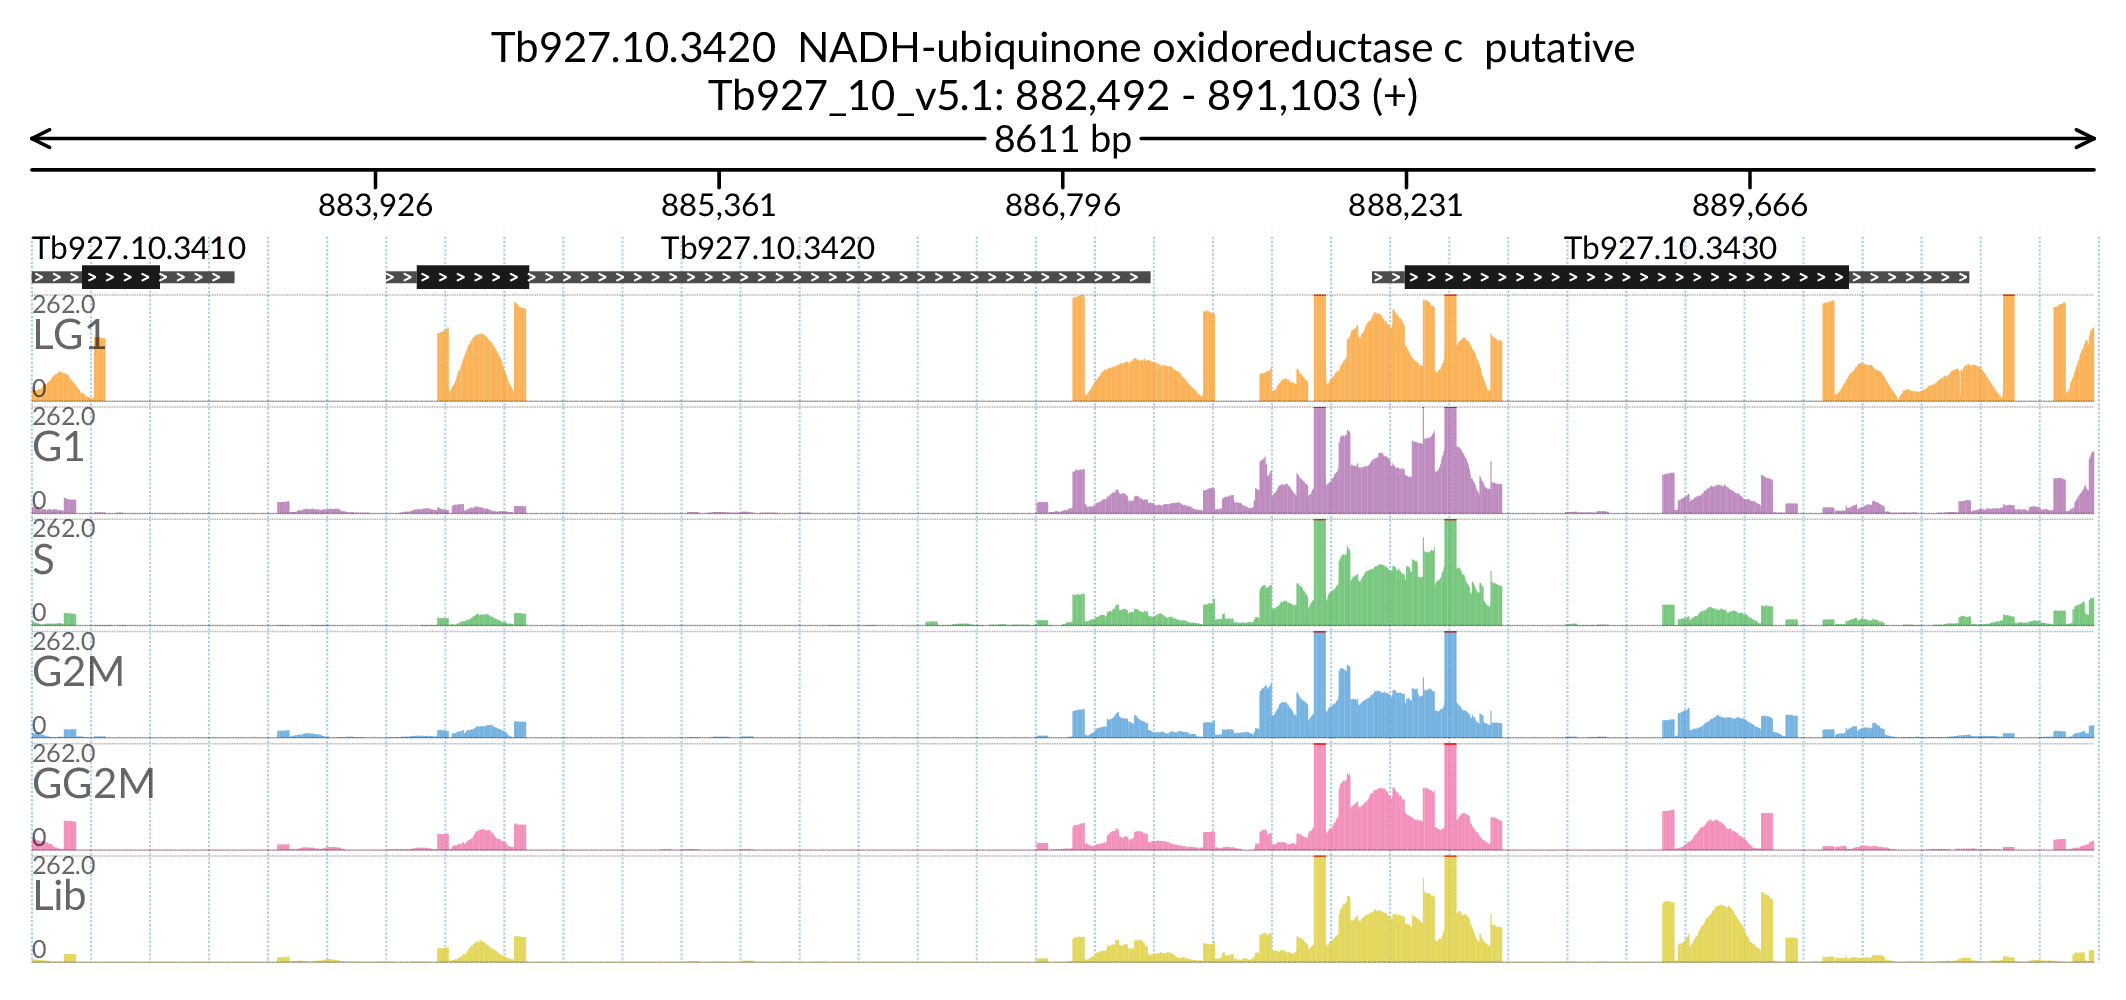 Tb927.10.3420  NADH-ubiquinone oxidoreductase c  putative
Tb927_10_v5.1: 882,492 - 891,103 (+)
8611 bp
883,926 885,361 886,796 888,231 889,666
Tb927.10.3410 Tb927.10.3420 Tb927.10.3430
262.0
LG1
0
262.0
G1
0
262.0
S
0
262.0
G2M
0
262.0
GG2M
0
262.0
Lib
0